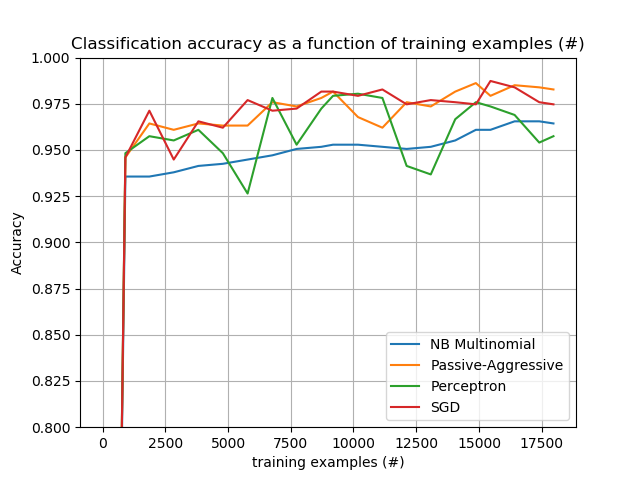 Classification accuracy as a function of training examples (#)
1.000
0.975
0.950
0.925
0.900
0.875
0.850
0.825
0.800
Accuracy
NB Multinomial
Passive-Aggressive
Perceptron
SGD
0 2500 5000 7500 10000 12500 15000 17500
training examples (#)